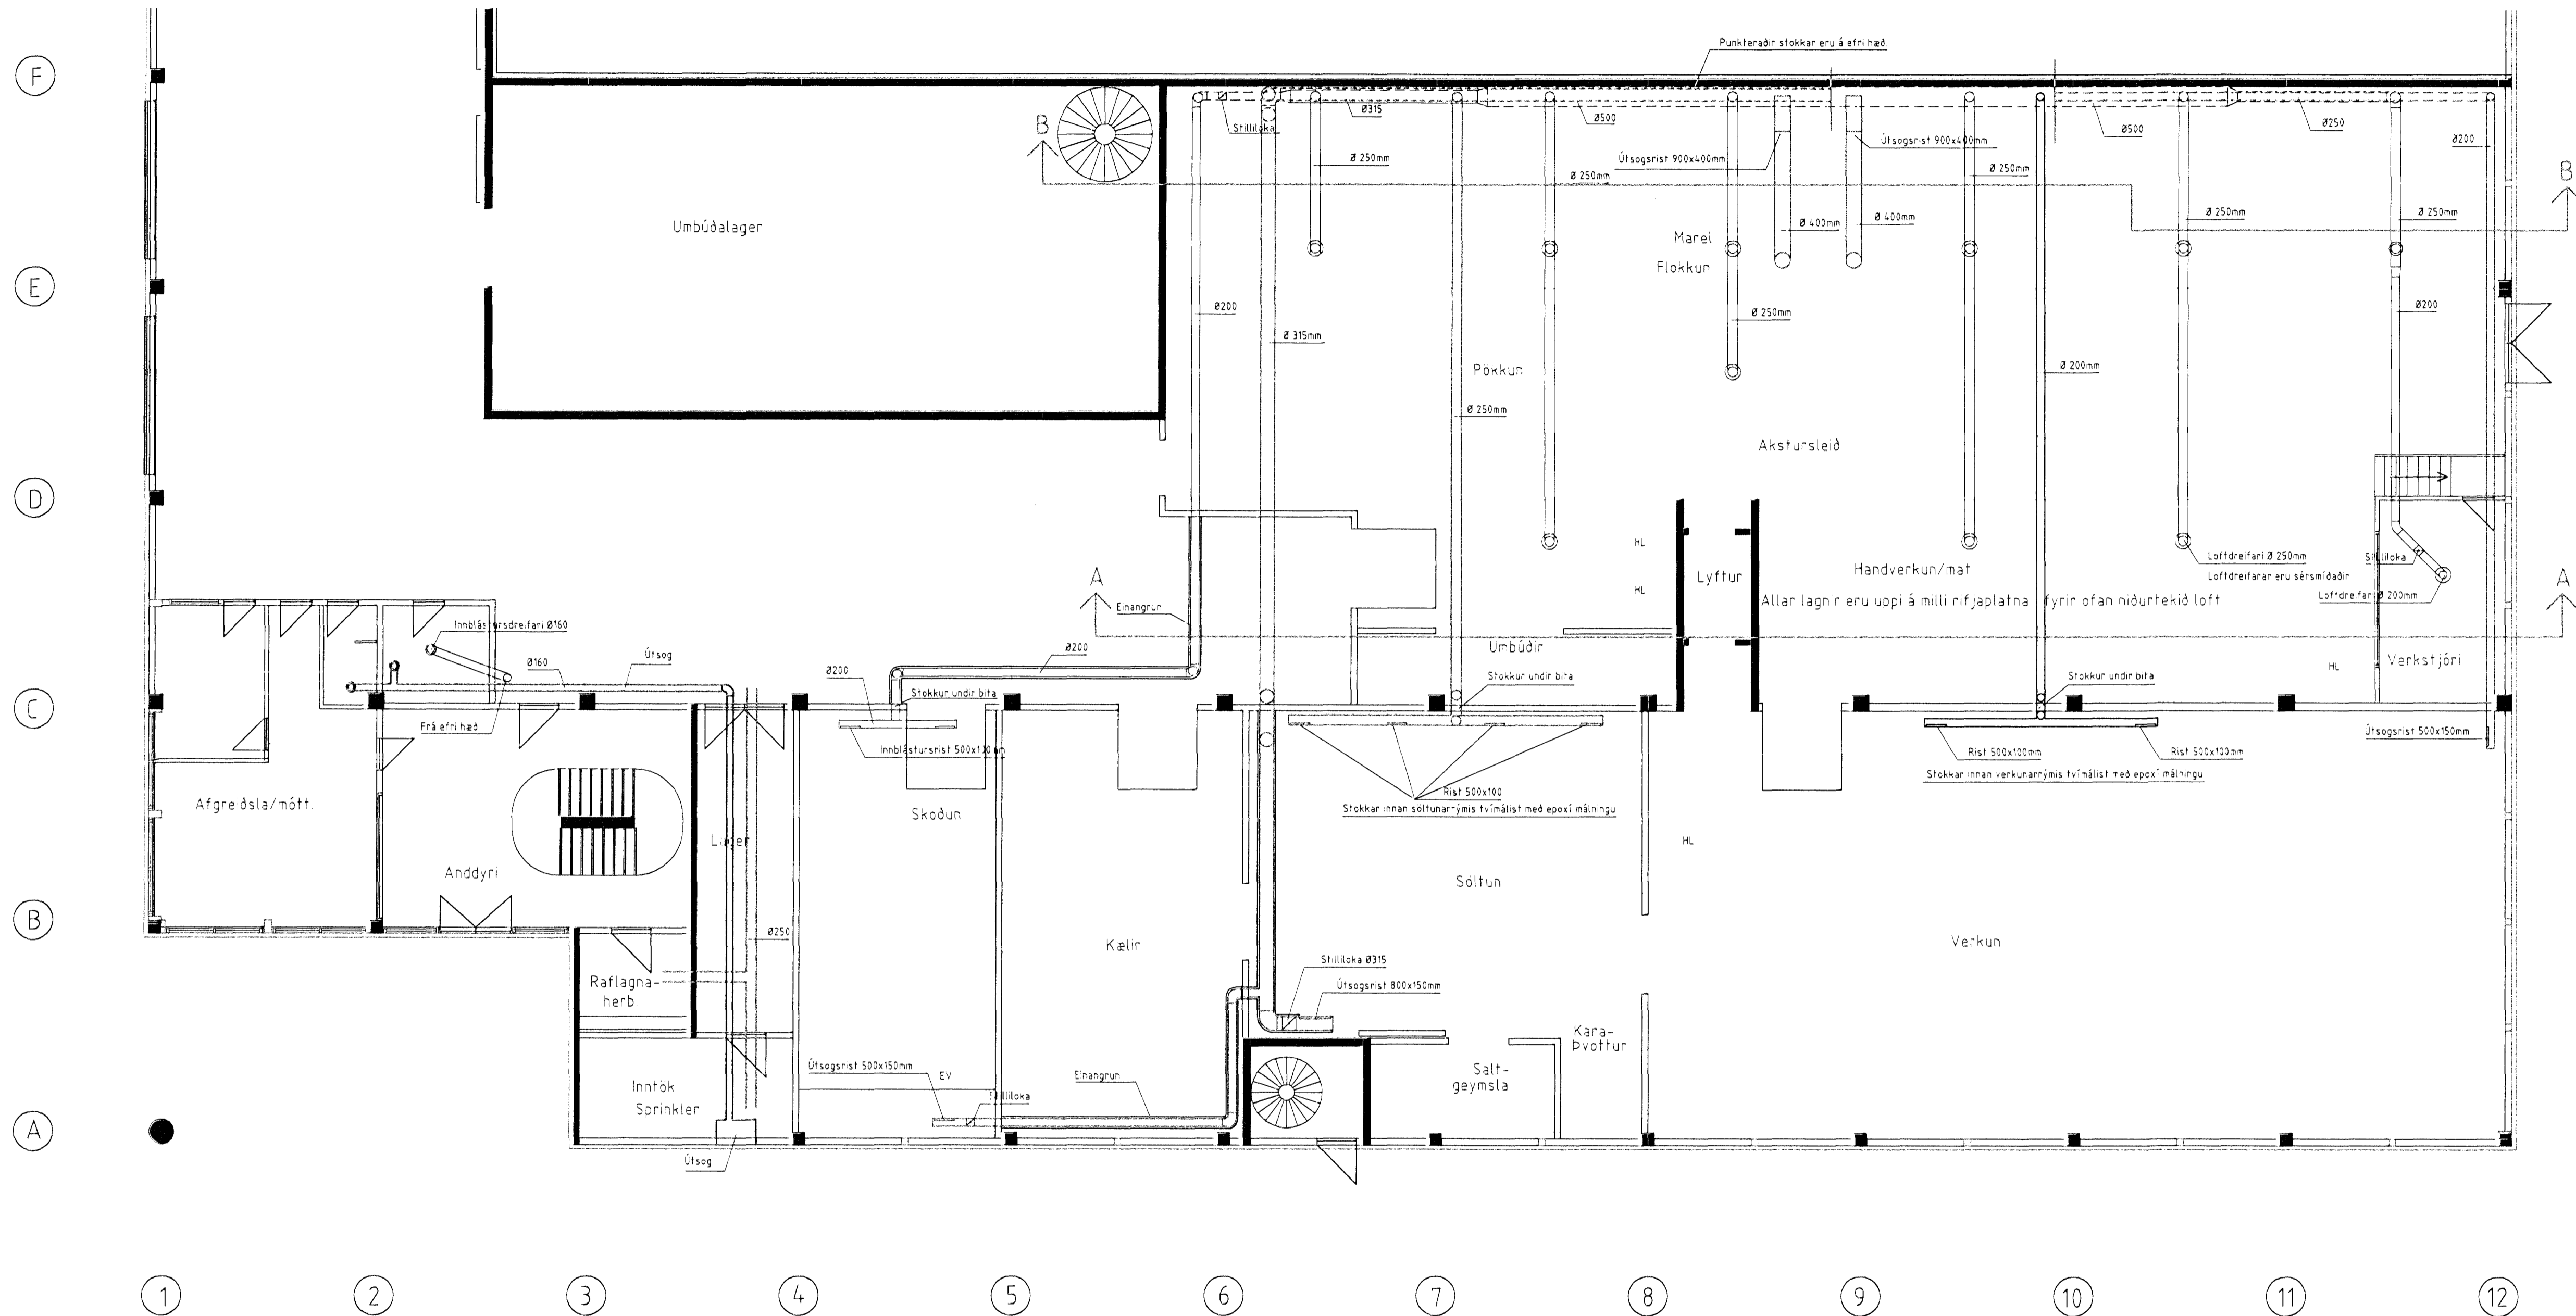 Punkteraðir stokkar eru á efri hæð.
F
Stilliloka
Ø315
Ø500
Ø500
Ø250
Ø200
B
Útsogsrist 900x400mm
Útsogsrist 900x400mm
Ø 250mm
Ø 250mm
Ø 250mm
B
Umbúðalager
Ø 250mm
Ø 250mm
Ø 400mm
Ø 400mm
Marel
Flokkun
E
Ø200
Ø 315mm
Ø 250mm
Ø200
Pökkun
Ø 200mm
Ø 250mm
Akstursleið
D
HL
Loftdreifari Ø 250mm
Stilliloka
Loftdreifarar eru sérsmíðaðir
Handverkun/mat
Lyftur
A
A
HL
Loftdreifari Ø 200mm
Allar lagnir eru uppi á milli rifjaplatna fyrir ofan niðurtekið loft
Einangrun
Innblástursdreifari Ø160
Umbúðir
Útsog
Ø160
Ø200
Ø200
HL
Verkstjóri
Stokkur undir bita
Stokkur undir bita
Stokkur undir bita
C
Frá efri hæð
Innblástursrist 500x100mm
Útsogsrist 500x150mm
Rist 500x100mm
Rist 500x100mm
Stokkar innan verkunarrýmis tvímálist með epoxí málningu
Rist 500x100
Stokkar innan söltunarrýmis tvímálist með epoxí málningu
Afgreiðsla/mótt.
Skoðun
Lager
HL
Anddyri
Söltun
B
Ø250
Kælir
Verkun
Stilliloka Ø315
Raflagna-
herb.
Útsogsrist 800x150mm
Kara-
Þvottur
Útsogsrist 500x150mm
EV
Einangrun
Salt-
geymsla
Inntök
Sprinkler
Stilliloka
A
Útsog
1
2
3
4
5
6
7
8
9
10
11
12